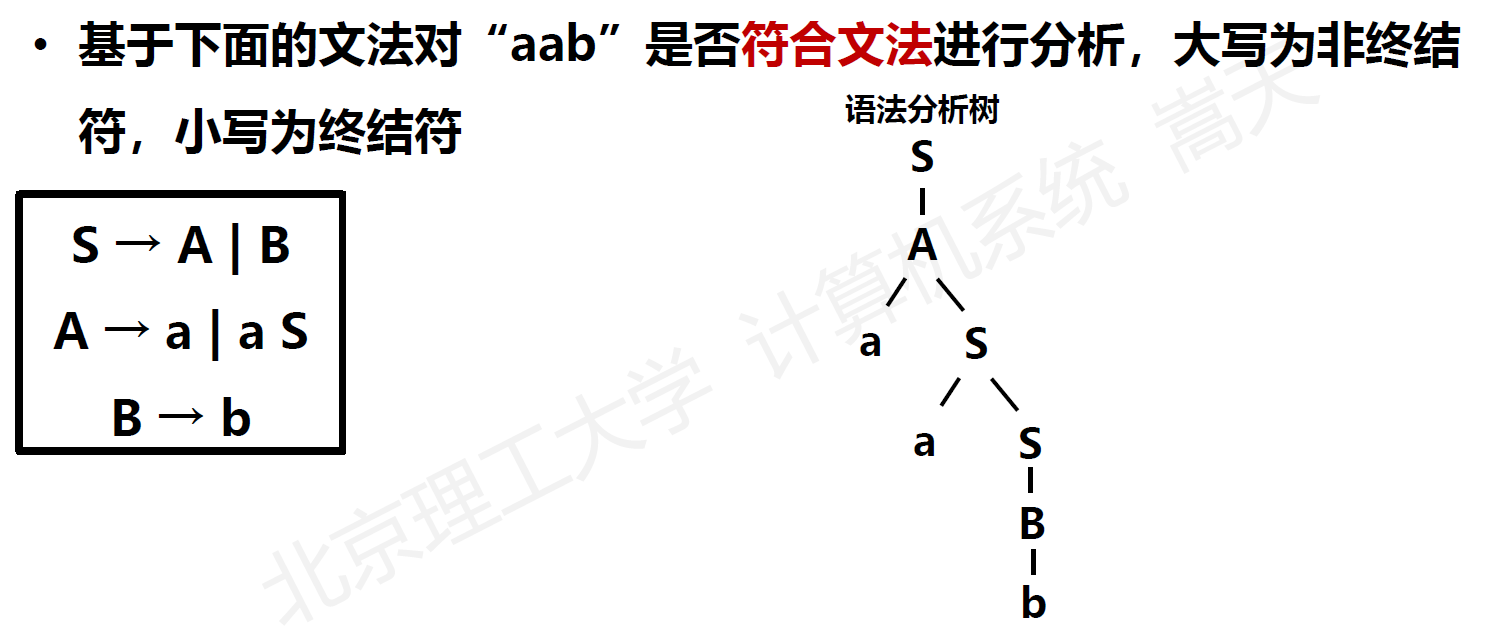 • 基于下面的文法对“aab”是否符合文法进行分析，大写为非终结
符，小写为终结符
语法分析树
S → A | B
A → a | a S
B → b
S
A
a S
a S
B
b
北京理工大学 计算机系统 嵩天